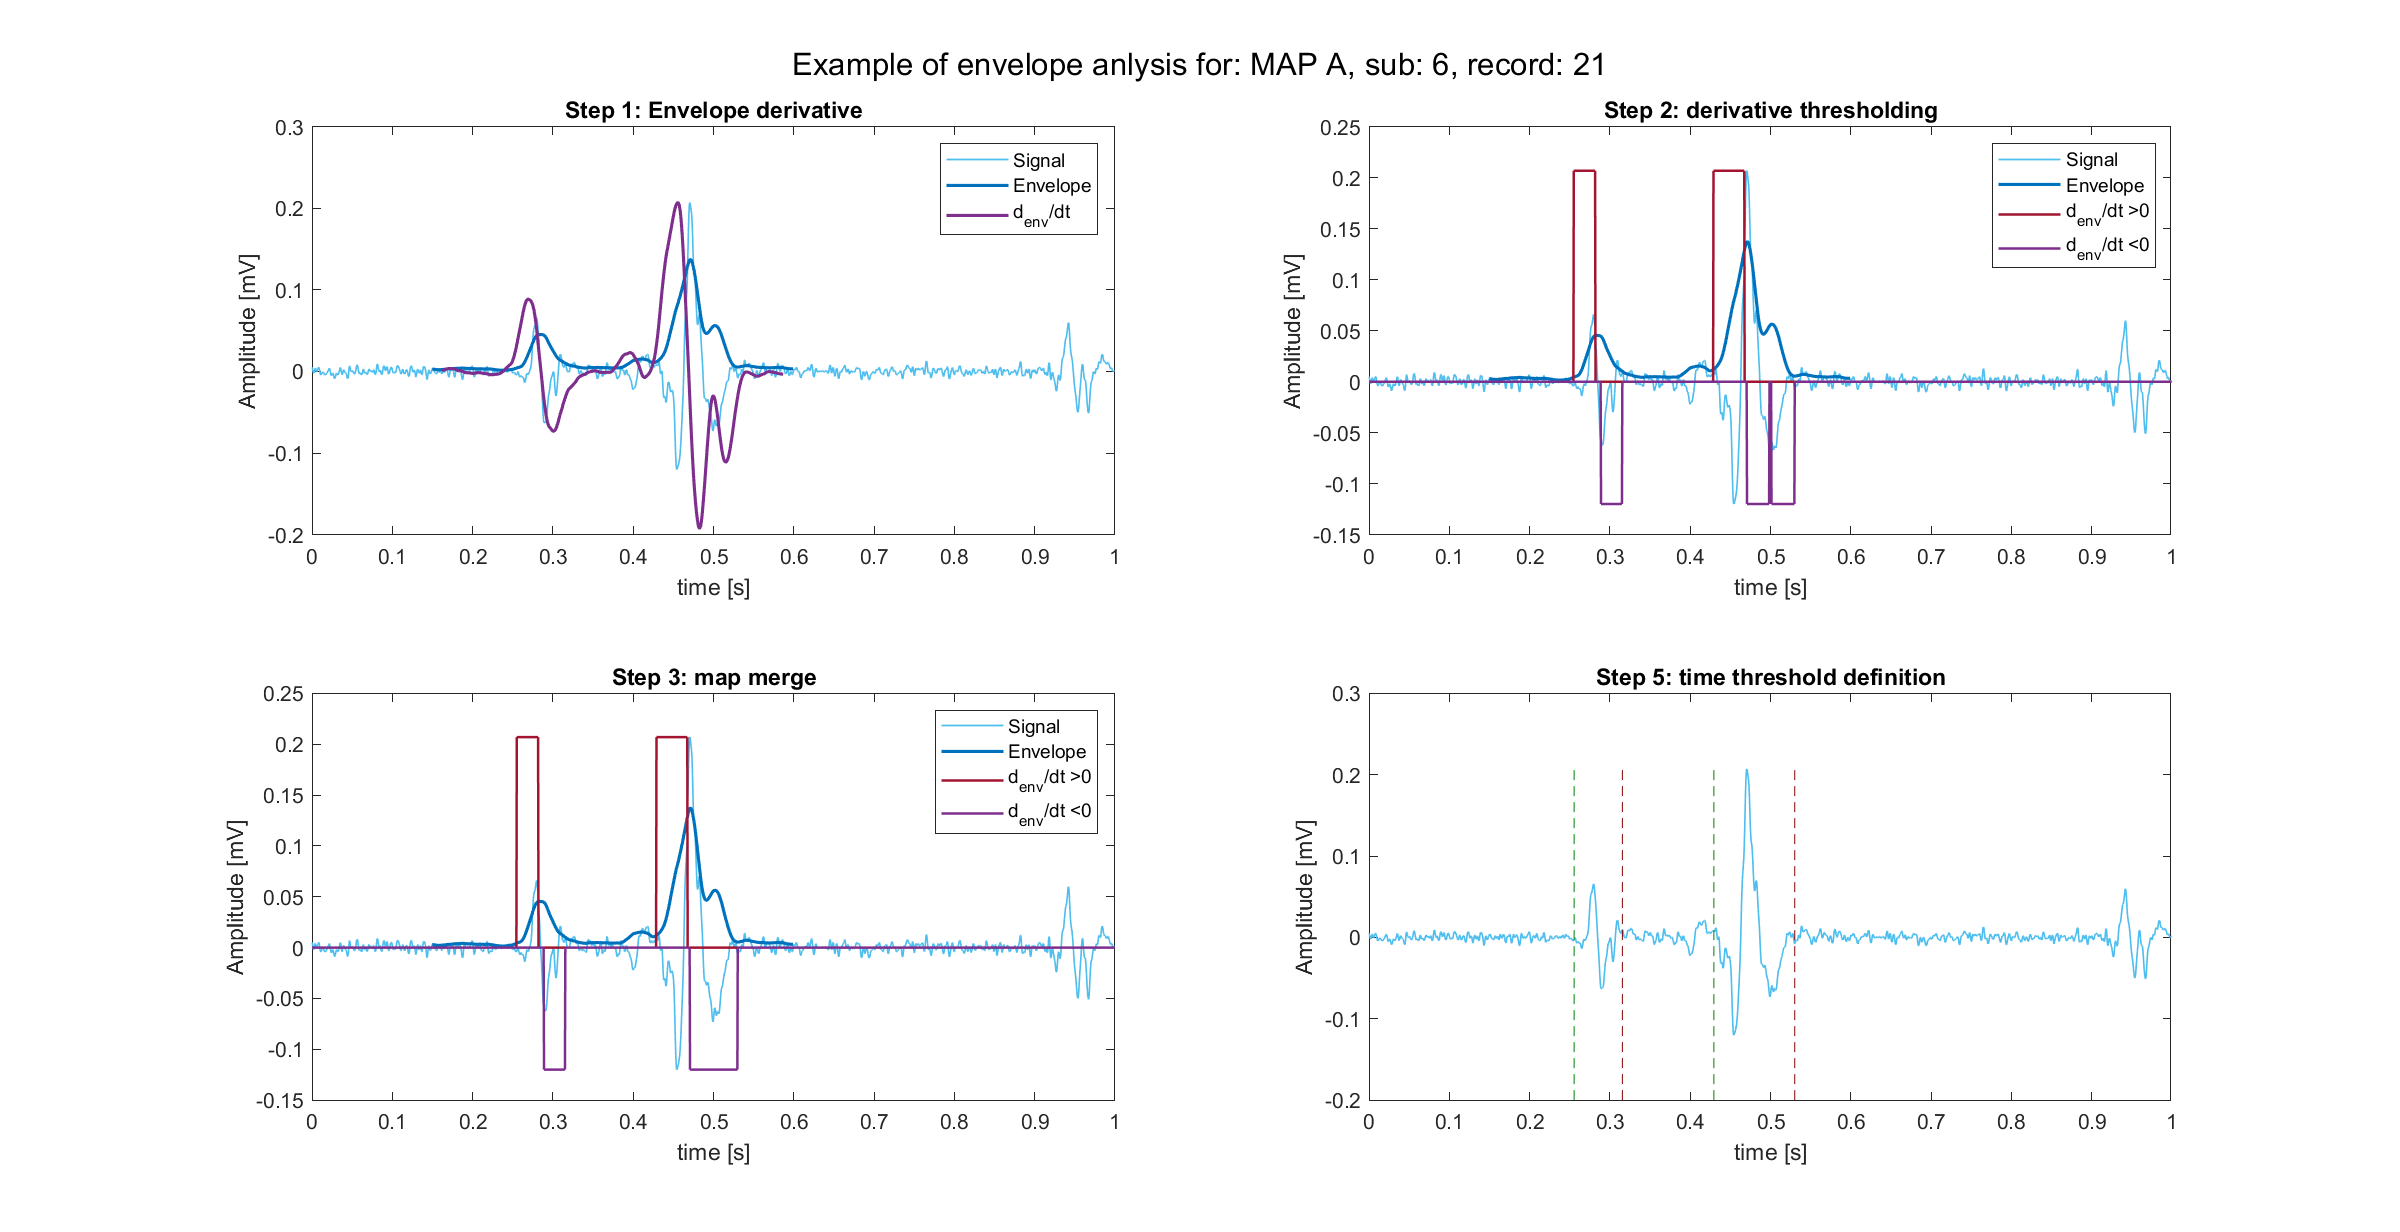 Example of envelope anlysis for: MAP A, sub: 6, record: 21
Step 1: Envelope derivative
0.3
0.2
0.1
0
-0.1
-0.2
Amplitude [mV]
0 0.1 0.2 0.3 0.4 0.5 0.6 0.7 0.8 0.9 1
time [s]
Signal
Envelope
d_env/dt
Step 2: derivative thresholding
0.25
0.2
0.15
0.1
0.05
0
-0.05
-0.1
-0.15
Amplitude [mV]
0 0.1 0.2 0.3 0.4 0.5 0.6 0.7 0.8 0.9 1
time [s]
Signal
Envelope
d_env/dt >0
d_env/dt <0
Step 3: map merge
0.25
0.2
0.15
0.1
0.05
0
-0.05
-0.1
-0.15
Amplitude [mV]
0 0.1 0.2 0.3 0.4 0.5 0.6 0.7 0.8 0.9 1
time [s]
Signal
Envelope
d_env/dt >0
d_env/dt <0
Step 5: time threshold definition
0.3
0.2
0.1
0
-0.1
-0.2
Amplitude [mV]
0 0.1 0.2 0.3 0.4 0.5 0.6 0.7 0.8 0.9 1
time [s]